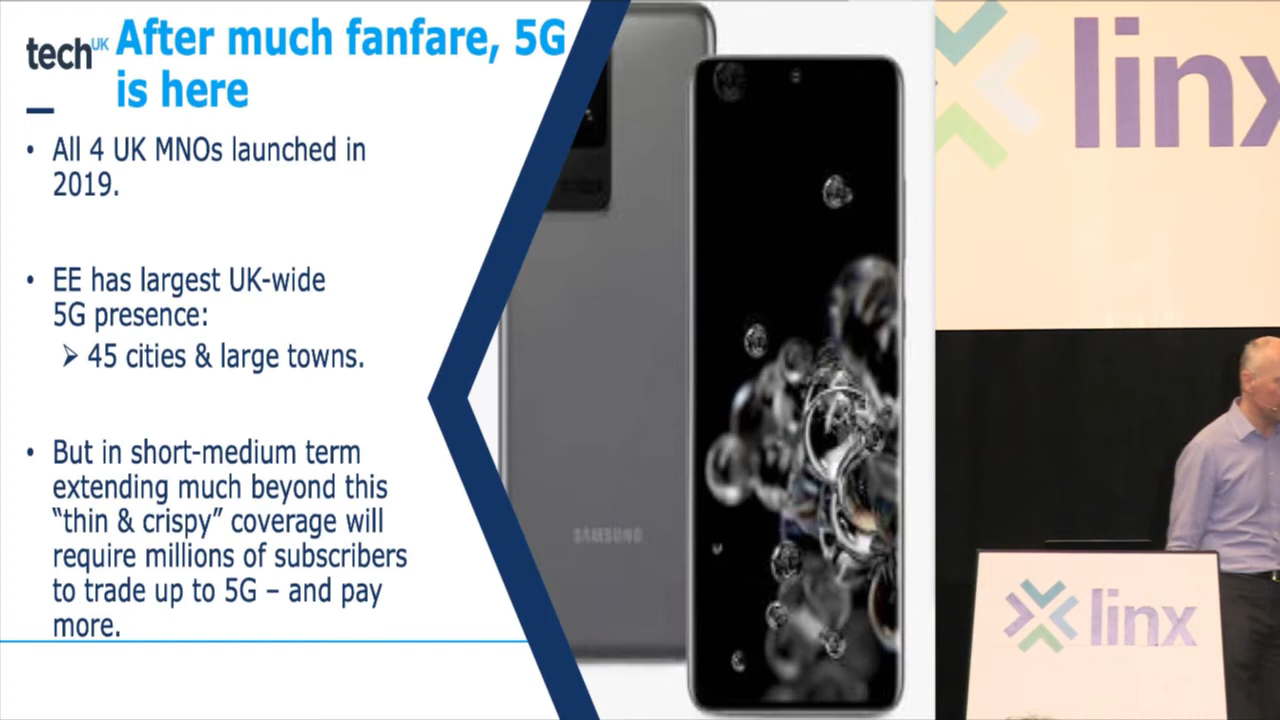 techUK
After much fanfare, 5G
is here
• All 4 UK MNOs launched in
2019.
• EE has largest UK-wide
5G presence:
➢ 45 cities & large towns.
• But in short-medium term
extending much beyond this
“thin & crispy” coverage will
require millions of subscribers
to trade up to 5G – and pay
more.
SAMSUNG
linx
linx